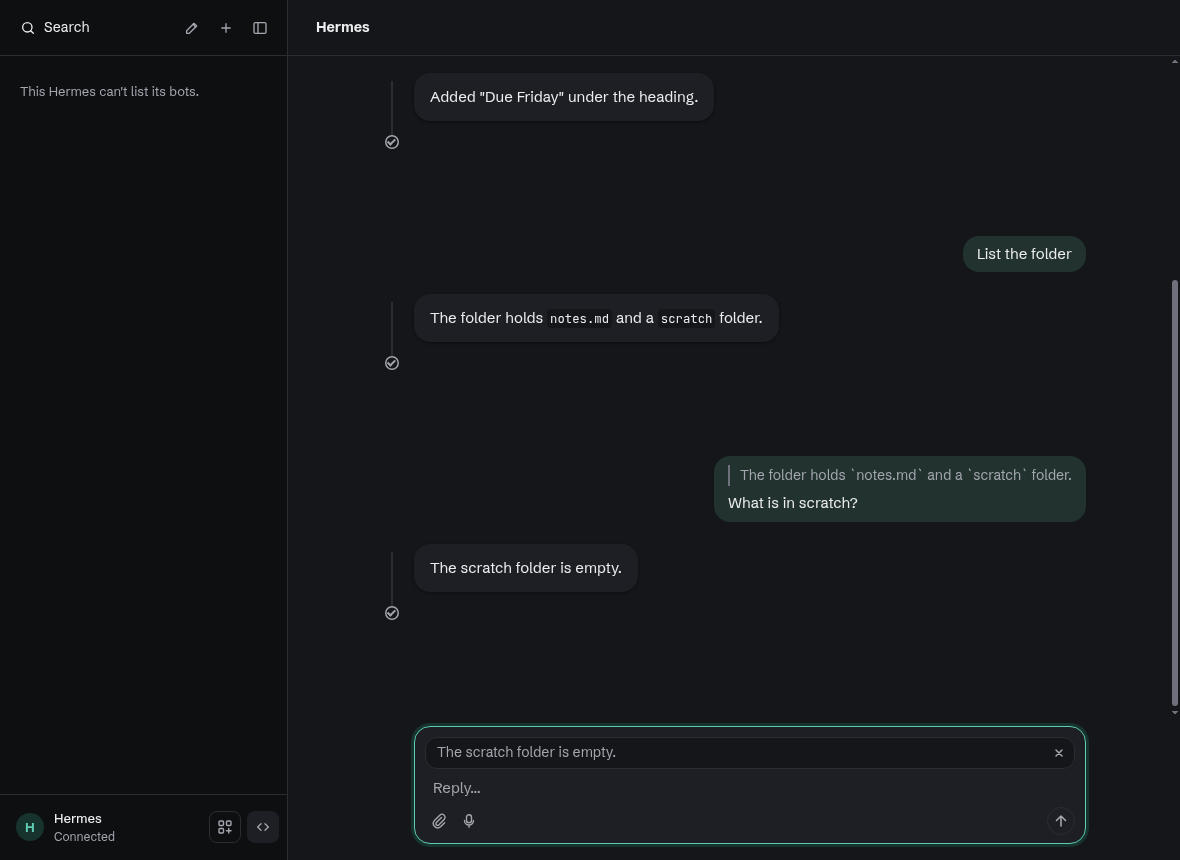 Search
Hermes
This Hermes can't list its bots.
Added "Due Friday" under the heading.
List the folder
The folder holds notes.md and a scratch folder.
The folder holds `notes.md` and a `scratch` folder.
What is in scratch?
The scratch folder is empty.
The scratch folder is empty.
Reply...
H
Hermes
Connected